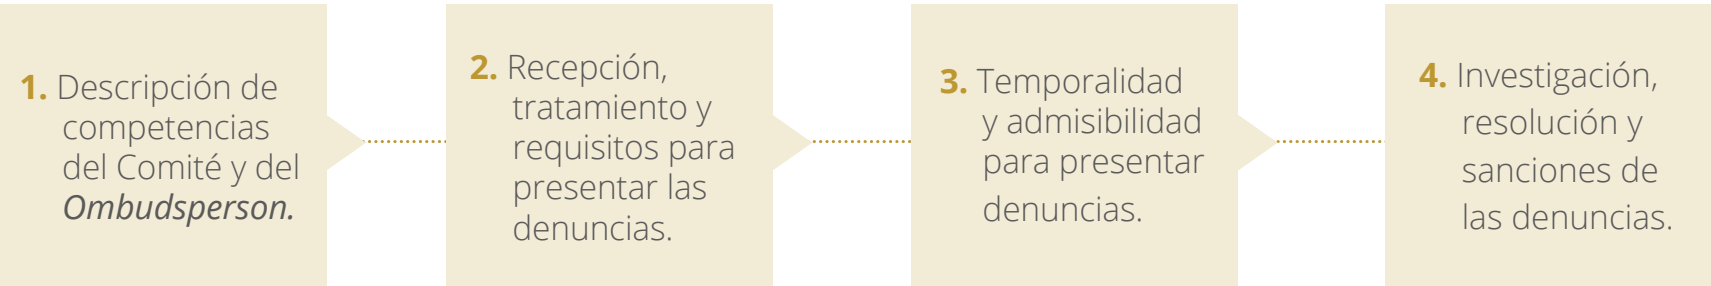 1. Descripción de
competencias
del Comité y del
Ombudsperson.
2. Recepción,
tratamiento y
requisitos para
presentar las
denuncias.
3. Temporalidad
y admisibilidad
para presentar
denuncias.
4. Investigación,
resolución y
sanciones de
las denuncias.